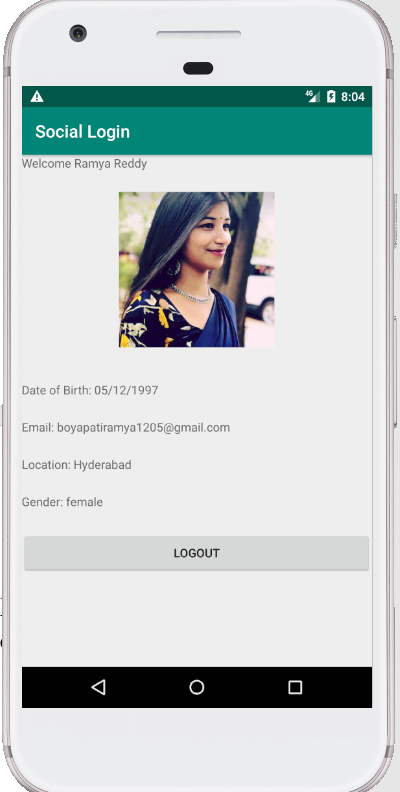 4G 8:04
Social Login
Welcome Ramya Reddy
Date of Birth: 05/12/1997
Email: boyapatiramya1205@gmail.com
Location: Hyderabad
Gender: female
LOGOUT